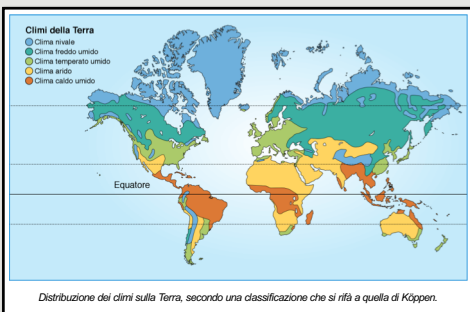 Climi della Terra
Clima nivale
Clima freddo umido
Clima temperato umido
Clima arido
Clima caldo umido
Equatore
Distribuzione dei climi sulla Terra, secondo una classificazione che si rifà a quella di Köppen.